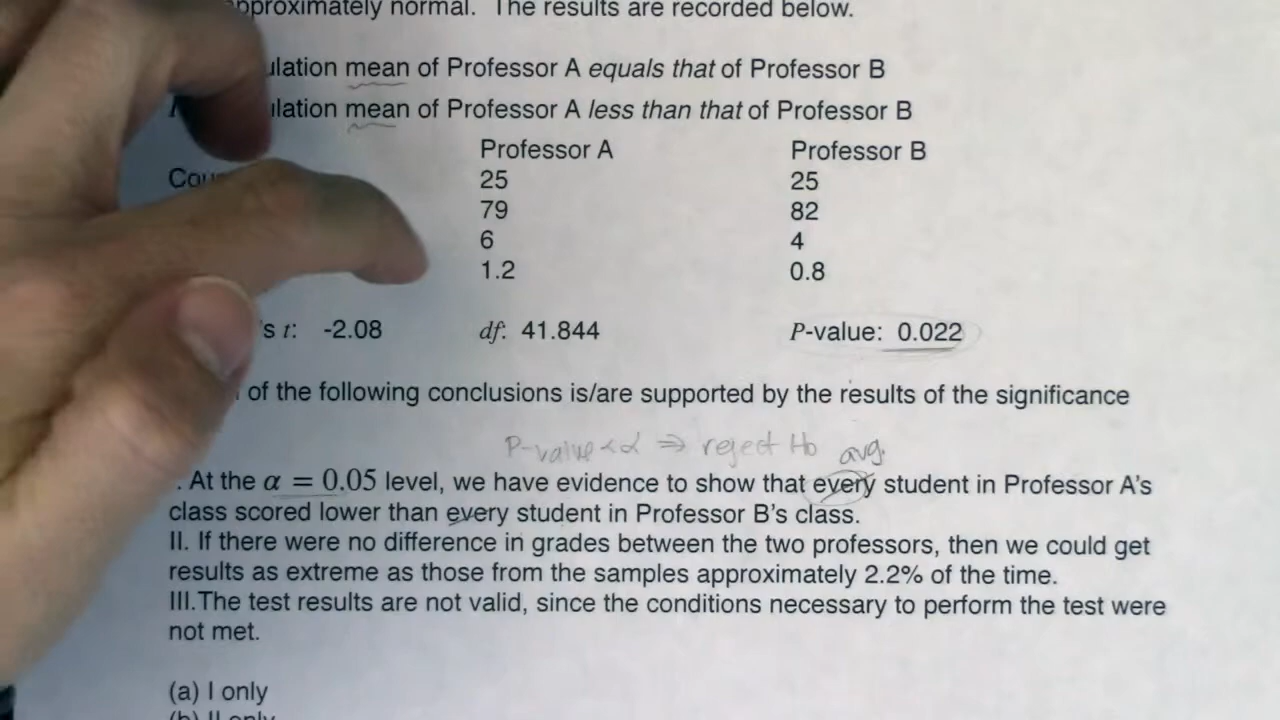 approximately normal. The results are recorded below.
mean of Professor A equals that of Professor B
mean of Professor A less than that of Professor B
Professor A Professor B
25 25
79 82
6 4
1.2 0.8
t: -2.08 df: 41.844 P-value: 0.022
of the following conclusions is/are supported by the results of the significance
P-value < α ⇒ reject Ho avg.
. At the α = 0.05 level, we have evidence to show that every student in Professor A's
class scored lower than every student in Professor B's class.
II. If there were no difference in grades between the two professors, then we could get
results as extreme as those from the samples approximately 2.2% of the time.
III.The test results are not valid, since the conditions necessary to perform the test were
not met.
(a) I only
(b) II only